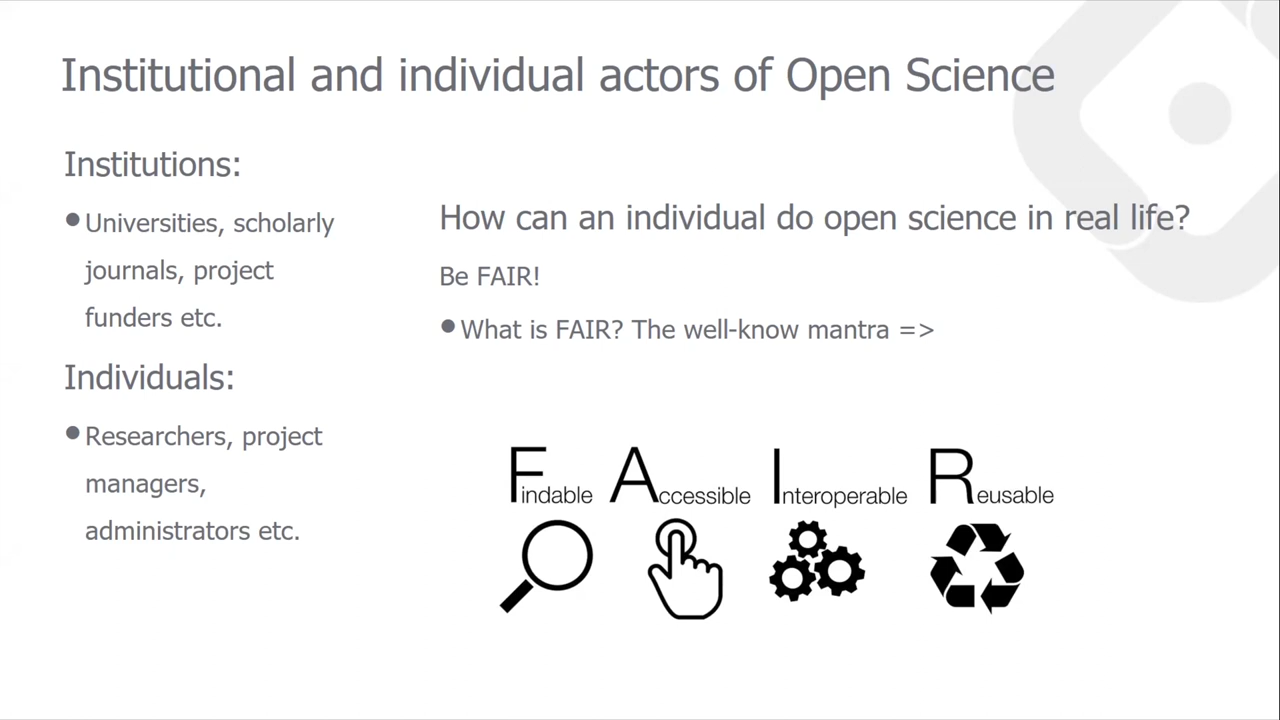 Institutional and individual actors of Open Science
Institutions:
Universities, scholarly
journals, project
funders etc.
Individuals:
Researchers, project
managers,
administrators etc.
How can an individual do open science in real life?
Be FAIR!
What is FAIR? The well-know mantra =>
Findable Accessible Interoperable Reusable